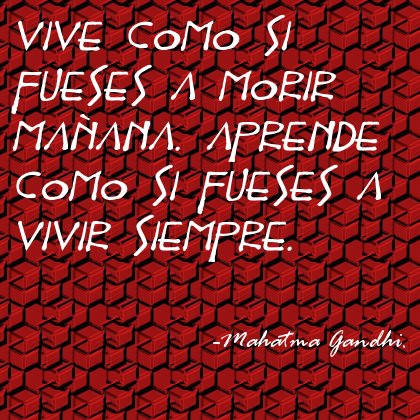 VIVE COMO SI
FUESES A MORIR
MAÑANA. APRENDE
COMO SI FUESES A
VIVIR SIEMPRE.
-Mahatma Gandhi.